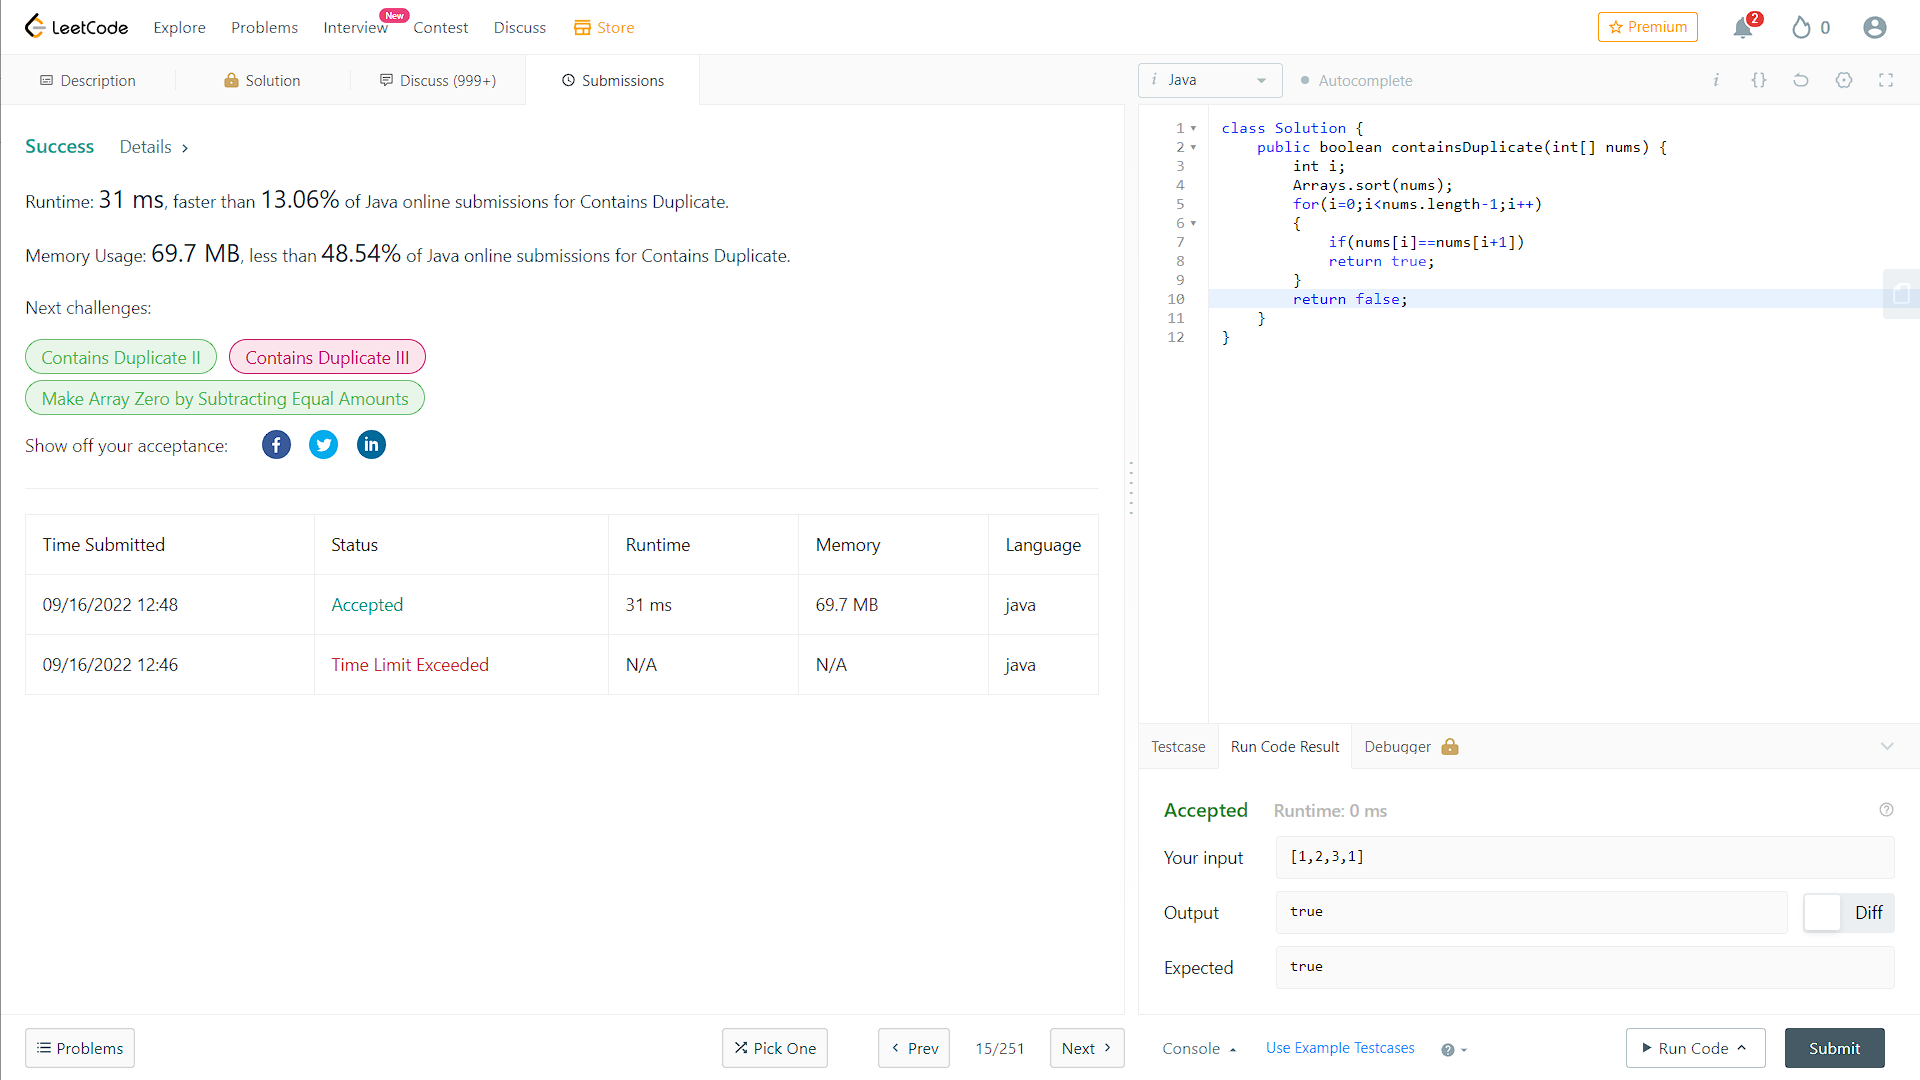 LeetCode Explore Problems Interview New Contest Discuss Store Premium 2 0
Description Solution Discuss (999+) Submissions
Success Details >
Runtime: 31 ms, faster than 13.06% of Java online submissions for Contains Duplicate.
Memory Usage: 69.7 MB, less than 48.54% of Java online submissions for Contains Duplicate.
Next challenges:
Contains Duplicate II Contains Duplicate III
Make Array Zero by Subtracting Equal Amounts
Show off your acceptance:
Time Submitted Status Runtime Memory Language
09/16/2022 12:48 Accepted 31 ms 69.7 MB java
09/16/2022 12:46 Time Limit Exceeded N/A N/A java
i Java Autocomplete i {}
1 class Solution {
2 public boolean containsDuplicate(int[] nums) {
3 int i;
4 Arrays.sort(nums);
5 for(i=0;i<nums.length-1;i++)
6 {
7 if(nums[i]==nums[i+1])
8 return true;
9 }
10 return false;
11 }
12 }
Testcase Run Code Result Debugger
Accepted Runtime: 0 ms
Your input [1,2,3,1]
Output true Diff
Expected true
Problems Pick One < Prev 15/251 Next > Console Use Example Testcases Run Code Submit